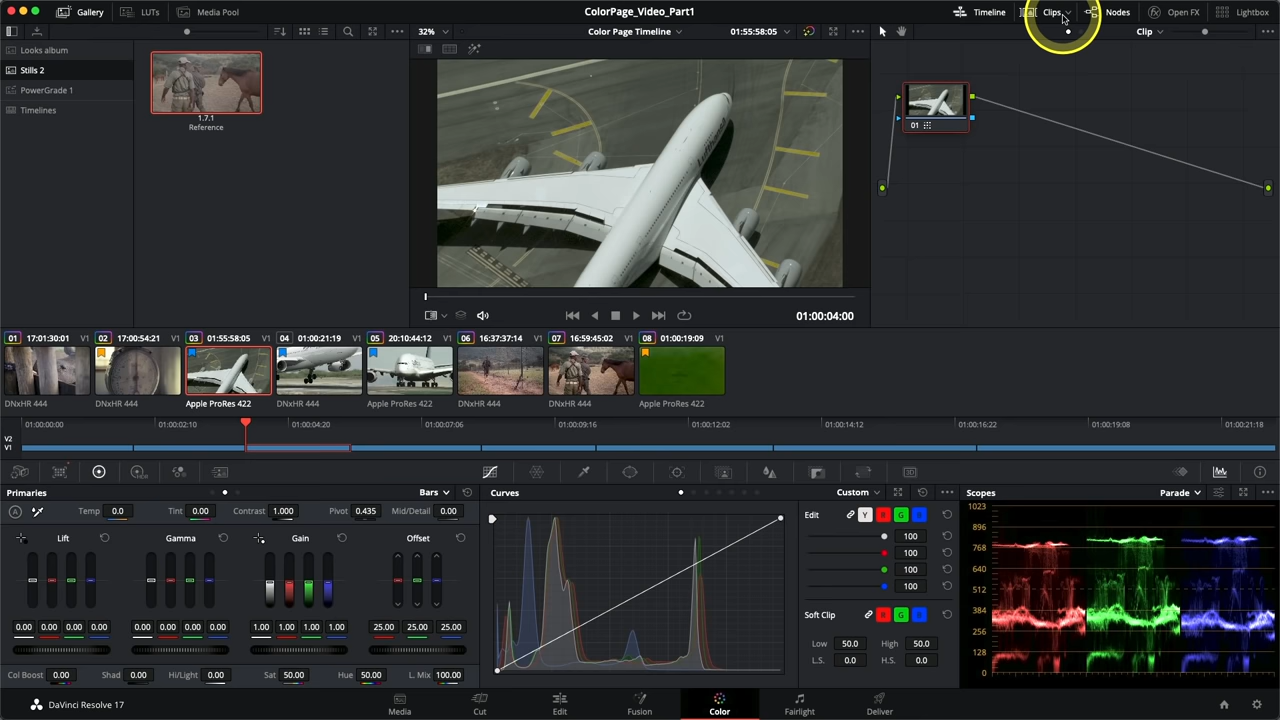 Gallery LUTs Media Pool ColorPage_Video_Part1 Timeline Clips Nodes Open FX Lightbox
32% Color Page Timeline 01:55:58:05 Clip
Looks album
Stills 2
PowerGrade 1
Timelines
1.7.1
Reference
01
01:00:04:00
01 17:01:30:01 V1 02 17:00:54:21 V1 03 01:55:58:05 V1 04 01:00:21:19 V1 05 20:10:44:12 V1 06 16:37:37:14 V1 07 16:59:45:02 V1 08 01:00:19:09 V1
DNxHR 444 DNxHR 444 Apple ProRes 422 DNxHR 444 Apple ProRes 422 DNxHR 444 DNxHR 444 Apple ProRes 422
01:00:00:00 01:00:02:10 01:00:04:20 01:00:07:06 01:00:09:16 01:00:12:02 01:00:14:12 01:00:16:22 01:00:19:08 01:00:21:18
V2
V1
Primaries Bars Curves Custom Scopes Parade
A Temp 0.0 Tint 0.00 Contrast 1.000 Pivot 0.435 Mid/Detail 0.00
Lift Gamma Gain Offset
0.00 0.00 0.00 0.00 0.00 0.00 0.00 0.00 1.00 1.00 1.00 1.00 25.00 25.00 25.00
Col Boost 0.00 Shad 0.00 Hi/Light 0.00 Sat 50.00 Hue 50.00 L. Mix 100.00
Edit Y R G B
100
100
100
100
Soft Clip R G B
Low 50.0 High 50.0
L.S. 0.0 H.S. 0.0
1023
896
768
640
512
384
256
128
0
DaVinci Resolve 17 Media Cut Edit Fusion Color Fairlight Deliver